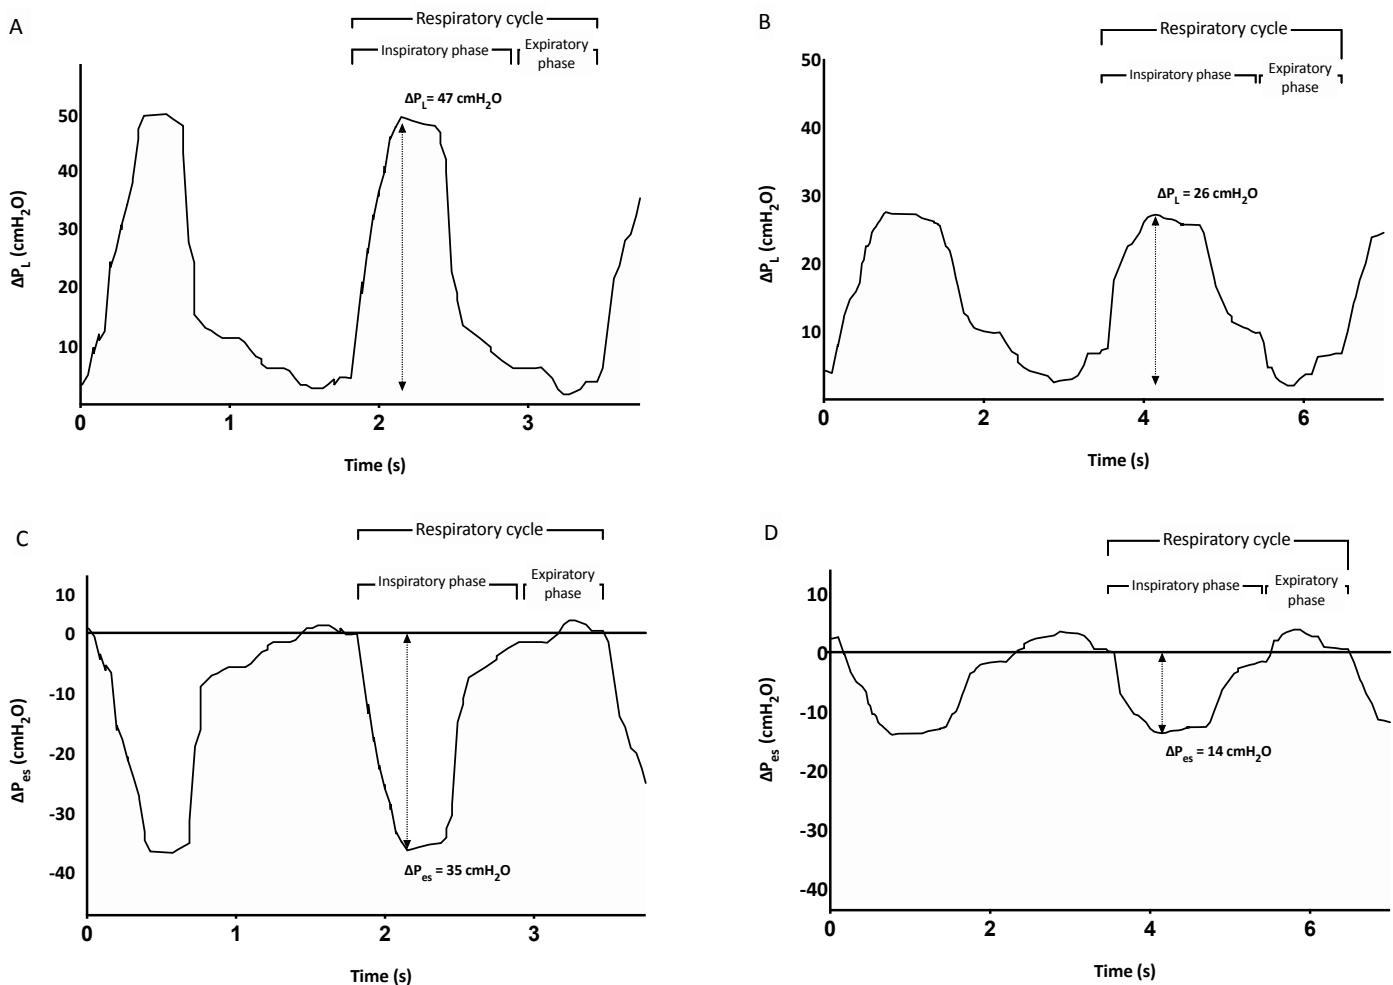 A
Respiratory cycle
Inspiratory phase
Expiratory
phase
ΔPL= 47 cmH2O
ΔPL (cmH2O)
50
40
30
20
10
0
1
2
3
Time (s)
B
Respiratory cycle
Inspiratory phase
Expiratory
phase
ΔPL = 26 cmH2O
ΔPL (cmH2O)
50
40
30
20
10
0
2
4
6
Time (s)
C
Respiratory cycle
Inspiratory phase
Expiratory
phase
ΔPes (cmH2O)
10
0
-10
-20
-30
-40
ΔPes = 35 cmH2O
0
1
2
3
Time (s)
D
Respiratory cycle
Inspiratory phase
Expiratory
phase
ΔPes (cmH2O)
10
0
-10
-20
-30
-40
ΔPes = 14 cmH2O
0
2
4
6
Time (s)